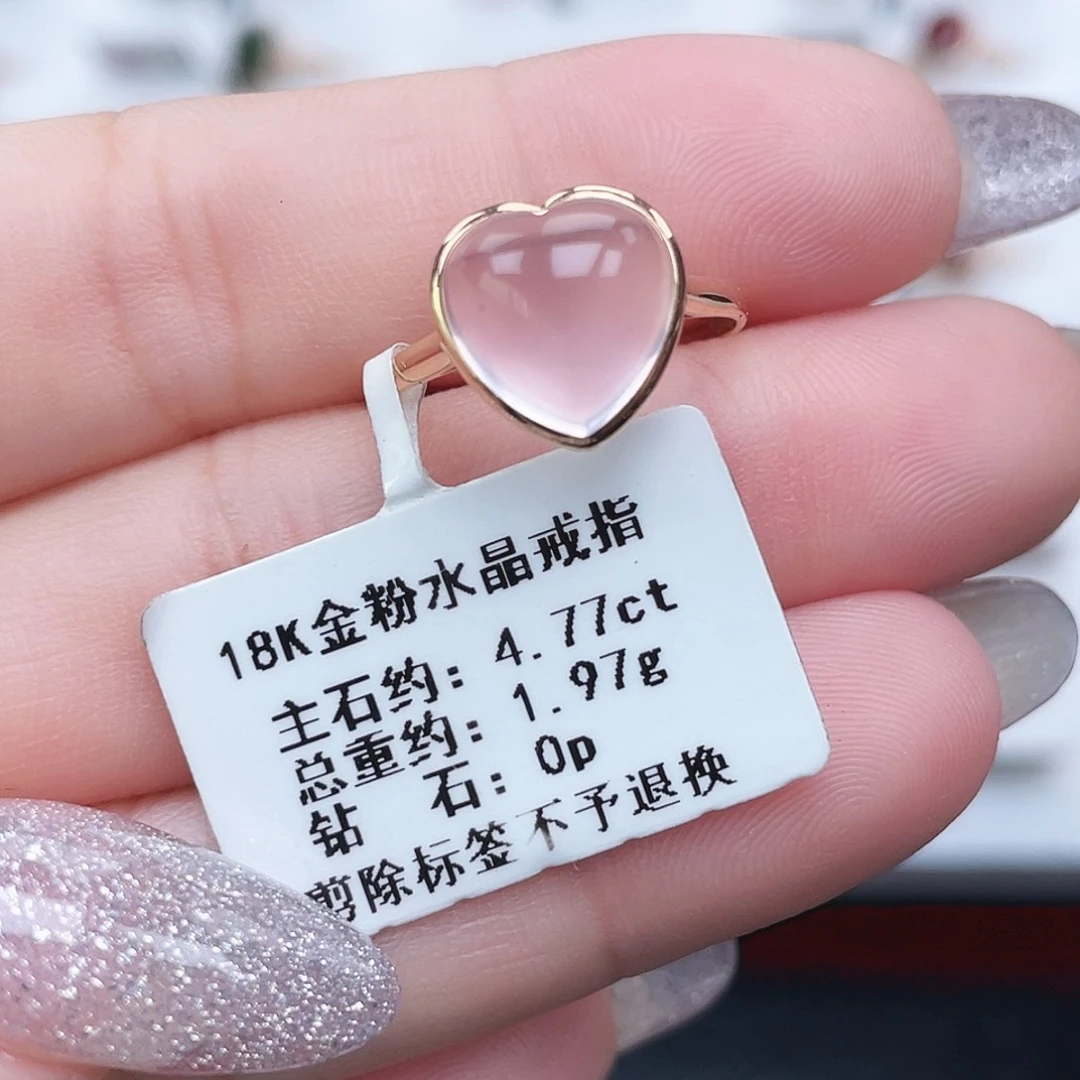 18K金粉水晶戒指
主石约: 4.77ct
总重约: 1.97g
钻 石: 0p
剪除标签不予退换